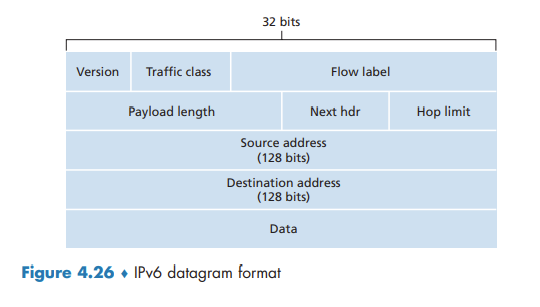 32 bits
Version Traffic class Flow label
Payload length Next hdr Hop limit
Source address
(128 bits)
Destination address
(128 bits)
Data
Figure 4.26 ♦ IPv6 datagram format